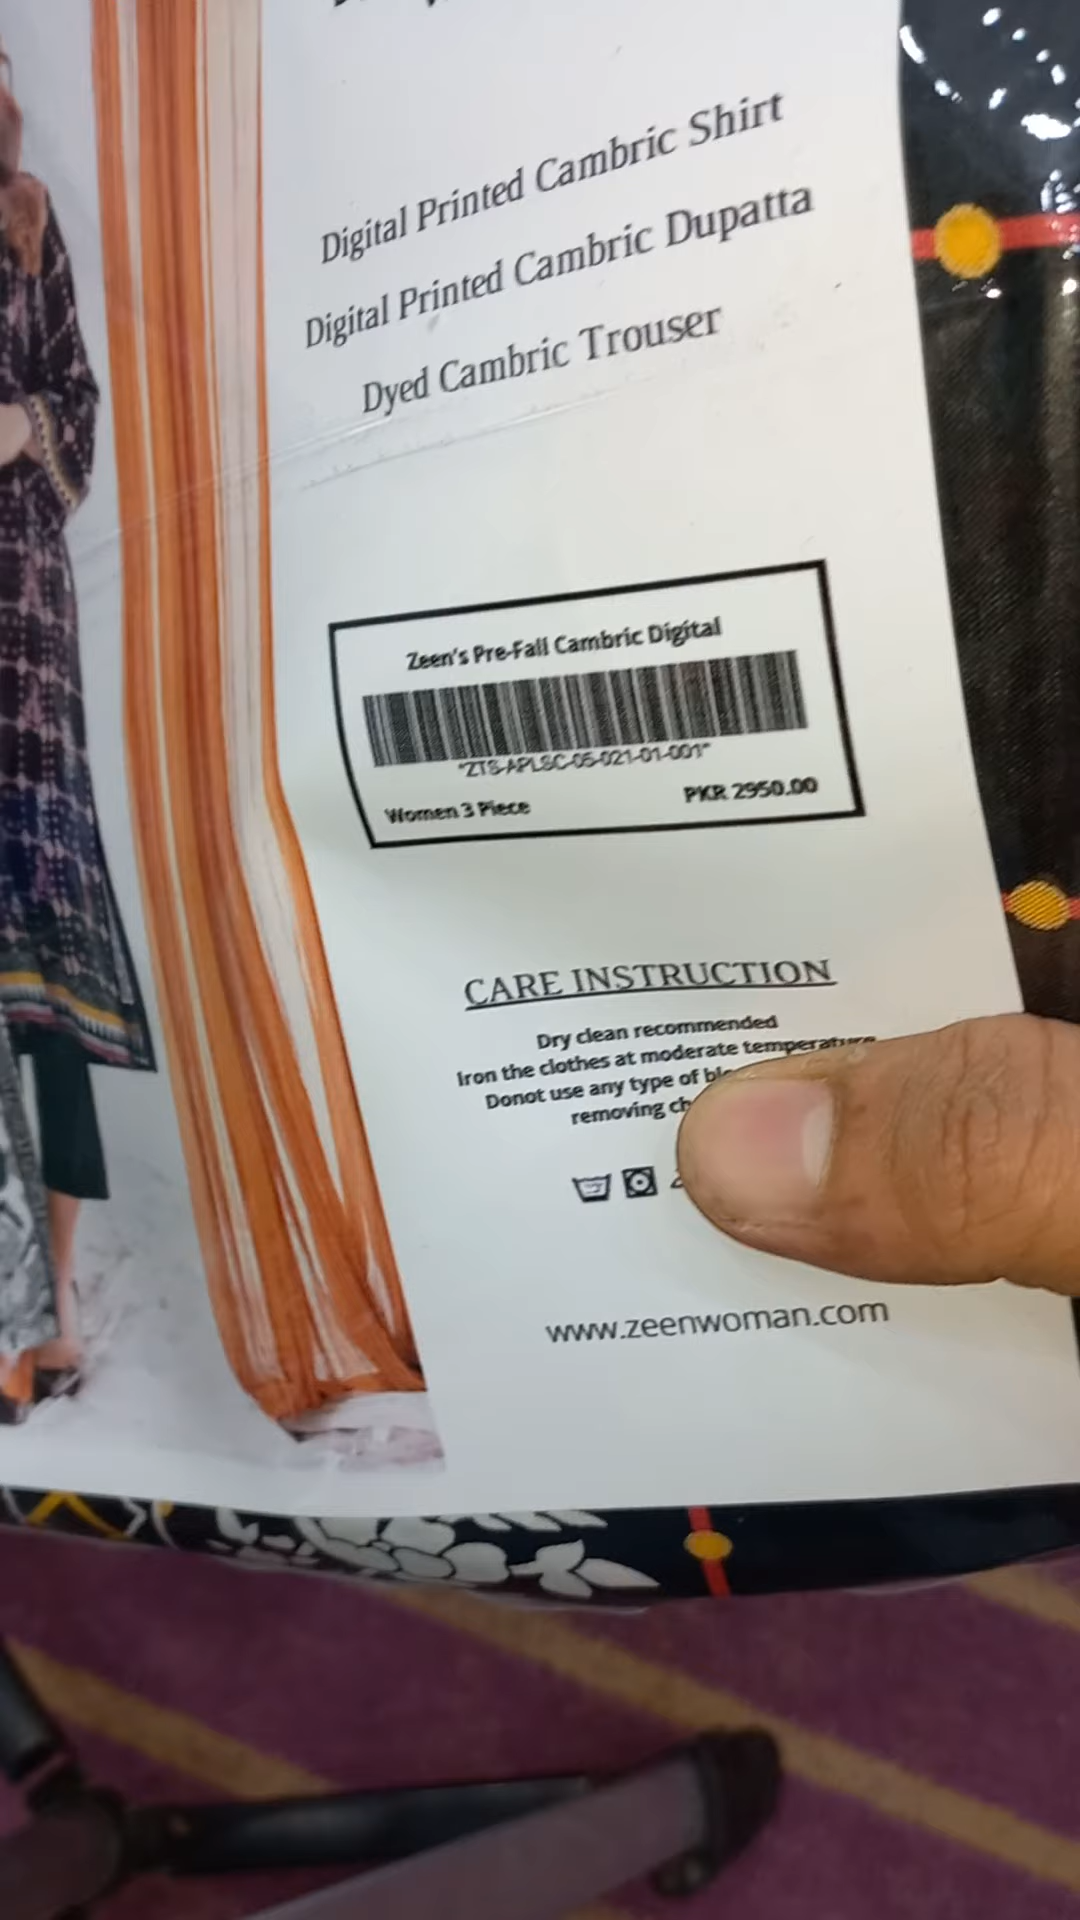 Digital Printed Cambric Shirt
Digital Printed Cambric Dupatta
Dyed Cambric Trouser
Zeen's Pre-Fall Cambric Digital
*ZTS-APLSC-05-021-01-001*
Women 3 Piece
PKR 2950.00
CARE INSTRUCTION
Dry clean recommended
Iron the clothes at moderate temperature
Donot use any type of
removing
www.zeenwoman.com